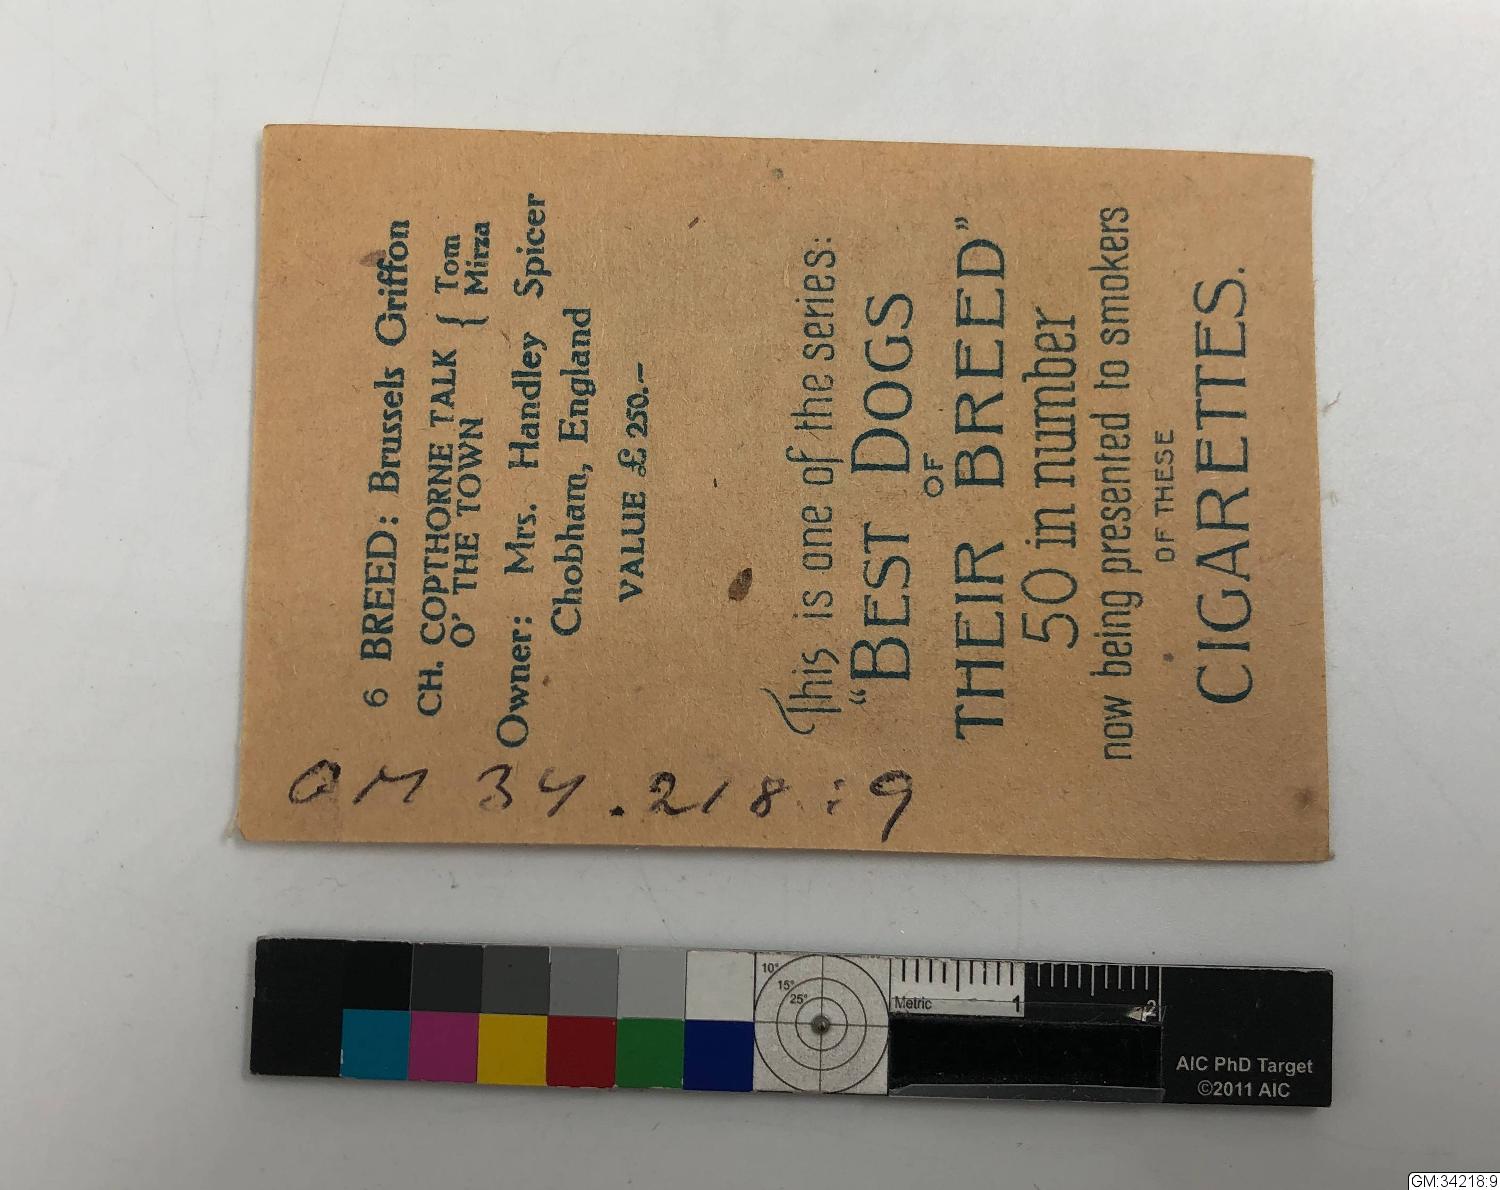 6 BREED: Brussels Griffon
CH. COPTHORNE TALK { Tom
O' THE TOWN { Mirza
Owner: Mrs. Handley Spicer
Chobham, England
VALUE £ 250.—
This is one of the series:
"BEST DOGS
OF
THEIR BREED"
50 in number
now being presented to smokers
OF THESE
CIGARETTES.
GM 34.218:9
10°
15°
25°
Metric
1
2
AIC PhD Target
©2011 AIC
GM:34218:9